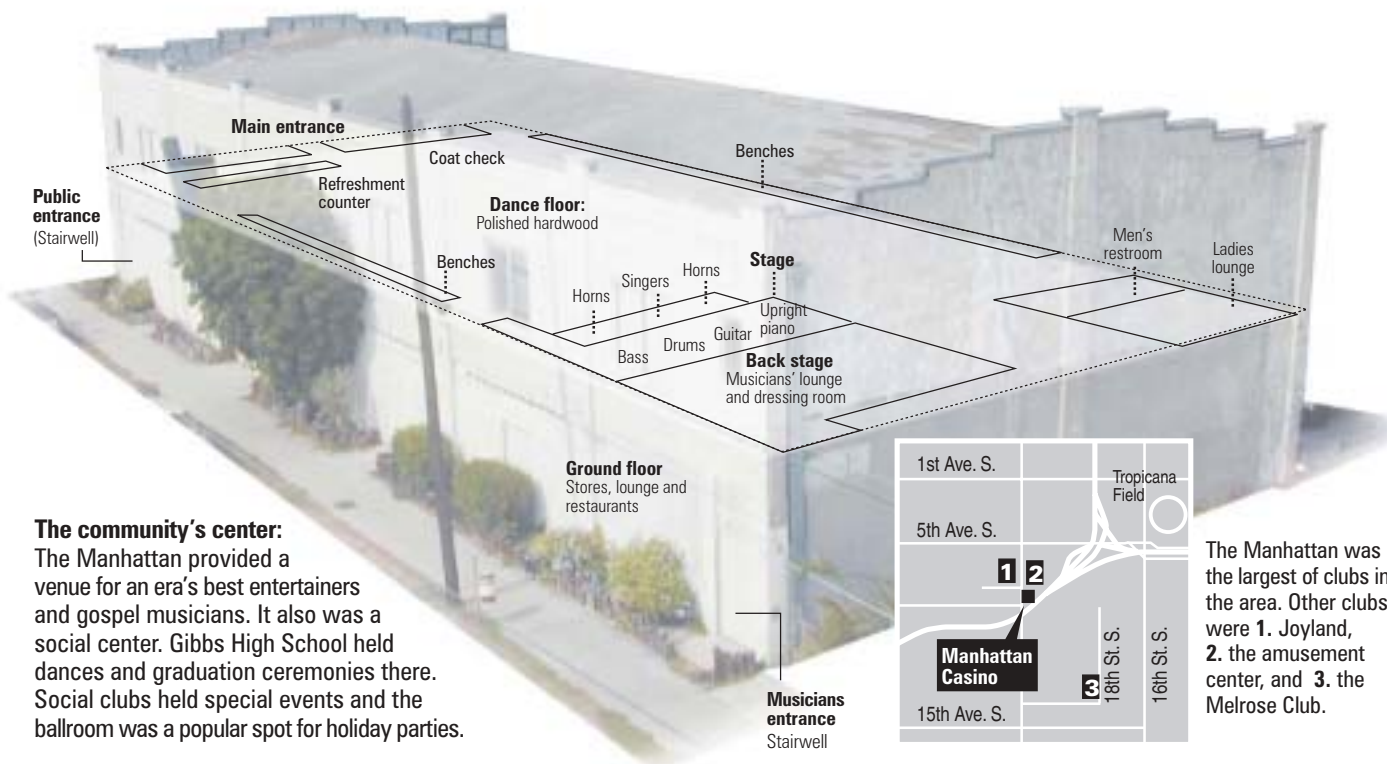 Main entrance
Coat check
Refreshment
counter
Public
entrance
(Stairwell)
Dance floor:
Polished hardwood
Benches
Benches
Men's
restroom
Ladies
lounge
Horns
Singers
Horns
Stage
Upright
piano
Guitar
Drums
Bass
Back stage
Musicians' lounge
and dressing room
Ground floor
Stores, lounge and
restaurants
The community's center:
The Manhattan provided a
venue for an era's best entertainers
and gospel musicians. It also was a
social center. Gibbs High School held
dances and graduation ceremonies there.
Social clubs held special events and the
ballroom was a popular spot for holiday parties.
Musicians
entrance
Stairwell
1st Ave. S.
Tropicana
Field
5th Ave. S.
1 2
Manhattan
Casino
3
18th St. S.
16th St. S.
15th Ave. S.
The Manhattan was
the largest of clubs in
the area. Other clubs
were 1. Joyland,
2. the amusement
center, and 3. the
Melrose Club.